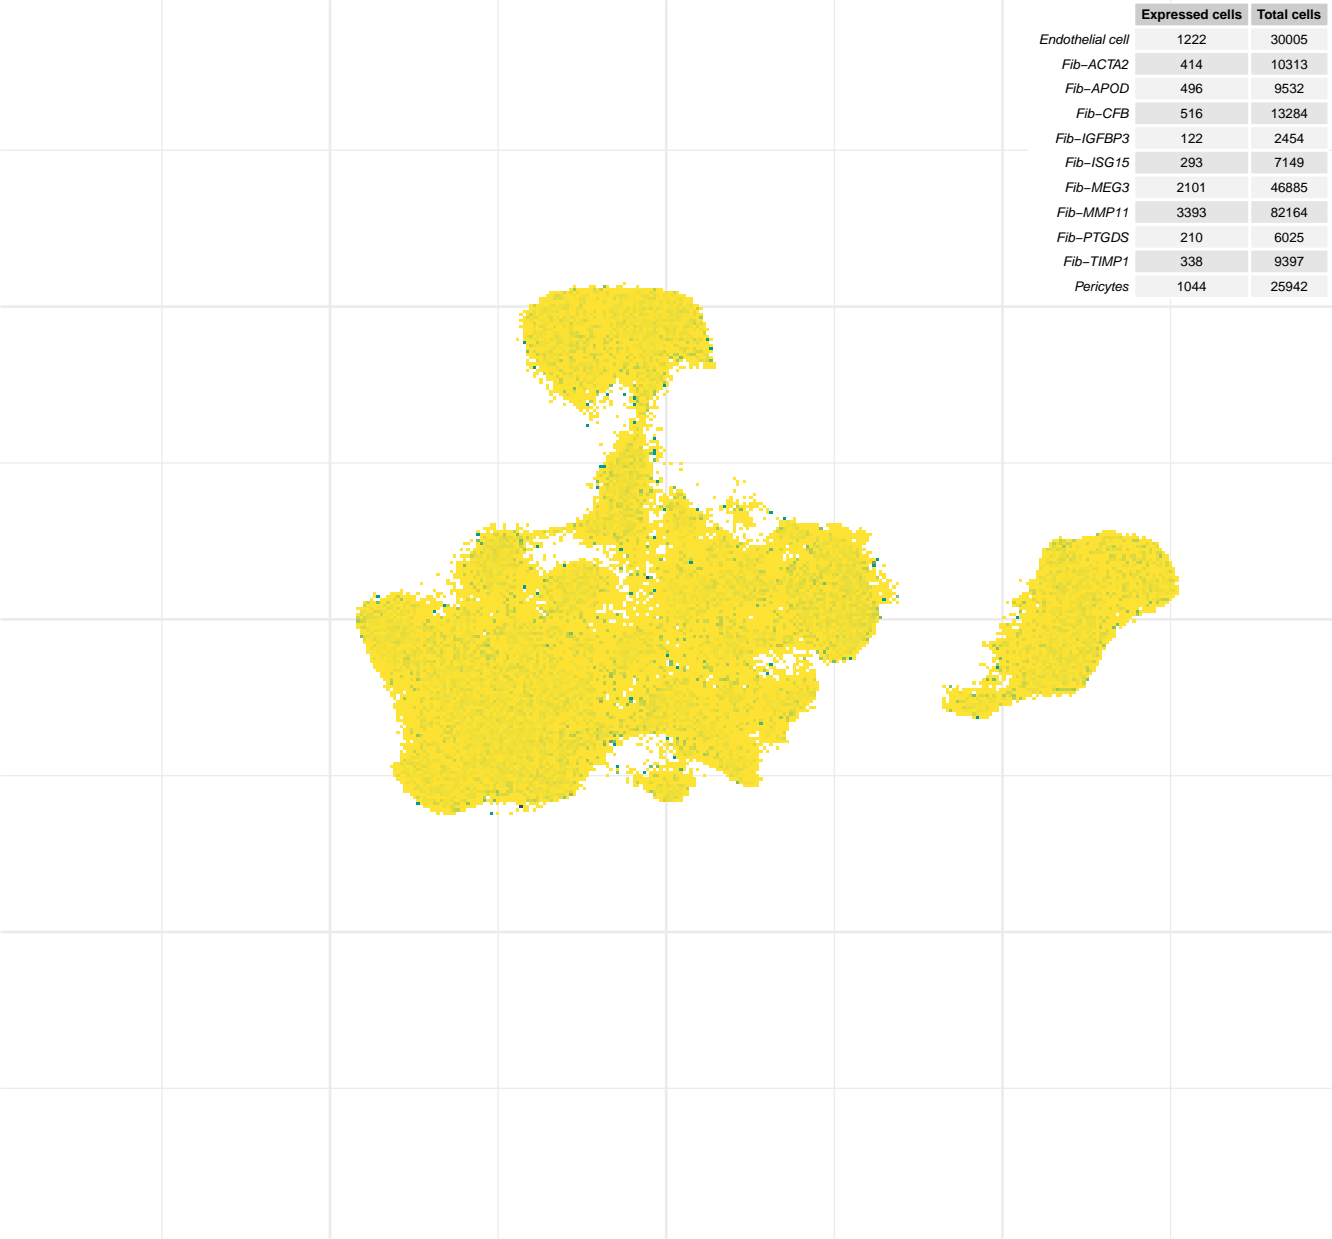 Expressed cells Total cells
Endothelial cell 1222 30005
Fib−ACTA2 414 10313
Fib−APOD 496 9532
Fib−CFB 516 13284
Fib−IGFBP3 122 2454
Fib−ISG15 293 7149
Fib−MEG3 2101 46885
Fib−MMP11 3393 82164
Fib−PTGDS 210 6025
Fib−TIMP1 338 9397
Pericytes 1044 25942